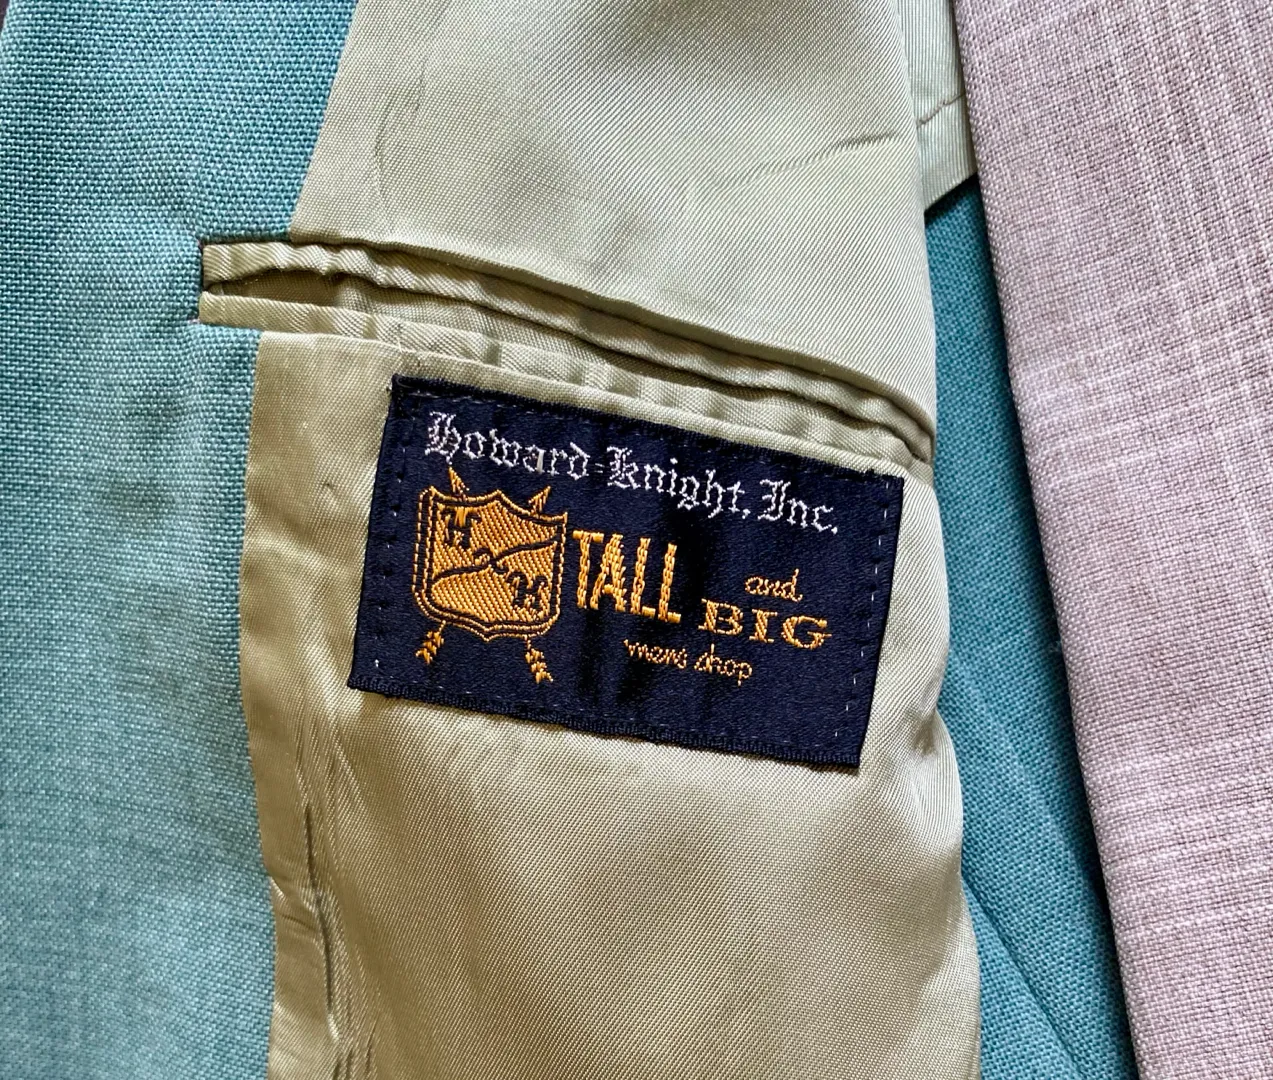 Howard-Knight, Inc.
H
K
TALL and
BIG
men's shop